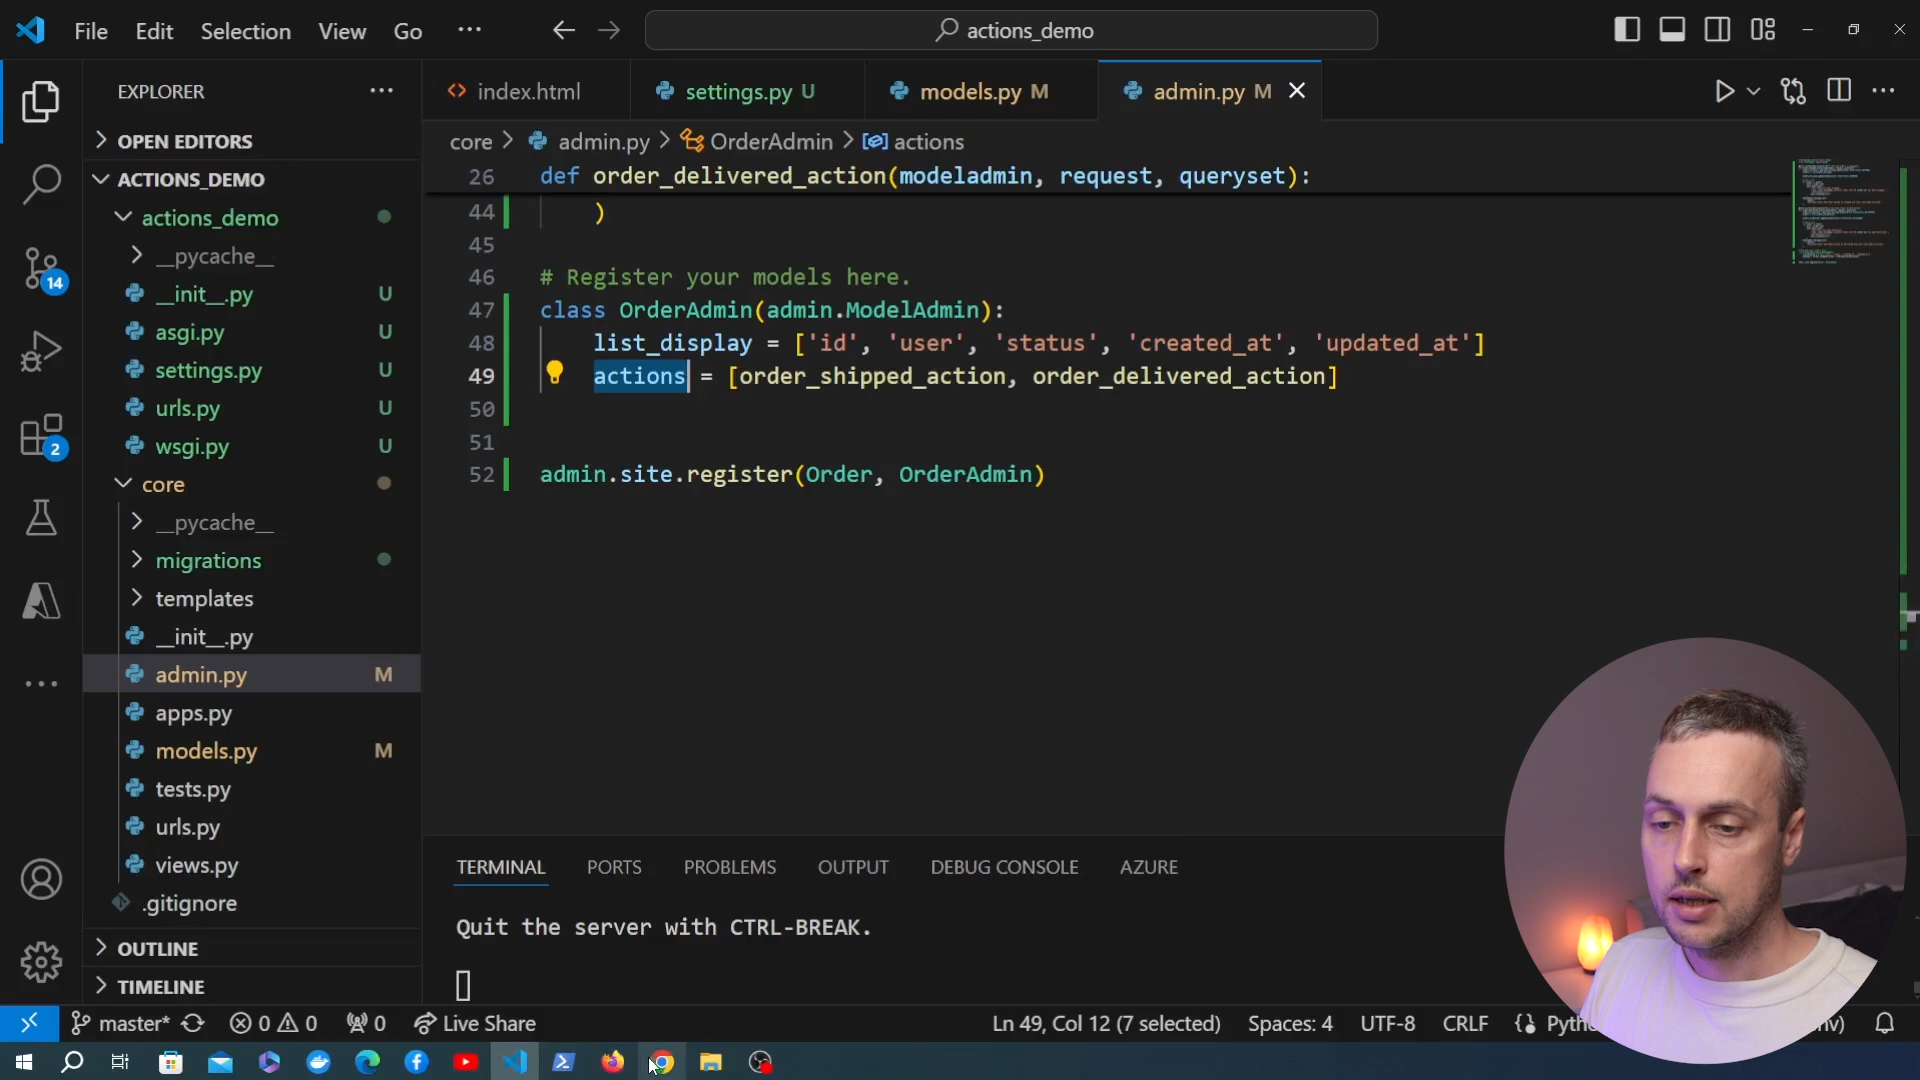 File Edit Selection View Go ··· actions_demo
EXPLORER ···
index.html
settings.py U
models.py M
admin.py M
OPEN EDITORS
ACTIONS_DEMO
actions_demo
__pycache__
__init__.py U
asgi.py U
settings.py U
urls.py U
wsgi.py U
core
__pycache__
migrations
templates
__init__.py
admin.py M
apps.py
models.py M
tests.py
urls.py
views.py
.gitignore
OUTLINE
TIMELINE
14
2
core > admin.py > OrderAdmin > actions
26 def order_delivered_action(modeladmin, request, queryset):
44 )
45
46 # Register your models here.
47 class OrderAdmin(admin.ModelAdmin):
48 list_display = ['id', 'user', 'status', 'created_at', 'updated_at']
49 actions = [order_shipped_action, order_delivered_action]
50
51
52 admin.site.register(Order, OrderAdmin)
TERMINAL PORTS PROBLEMS OUTPUT DEBUG CONSOLE AZURE
Quit the server with CTRL-BREAK.
master* 0 0 0 Live Share Ln 49, Col 12 (7 selected) Spaces: 4 UTF-8 CRLF